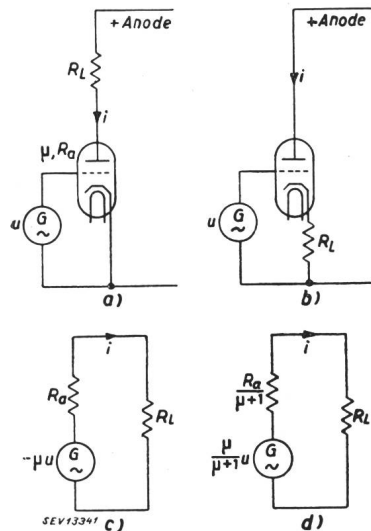 +Anode
R_L
i
μ, R_a
u
G
~
a)
+Anode
i
u
G
~
R_L
b)
i
R_a
-μu
G
~
R_L
SEV13341
c)
i
R_a
μ+1
μ
μ+1
u
G
~
R_L
d)